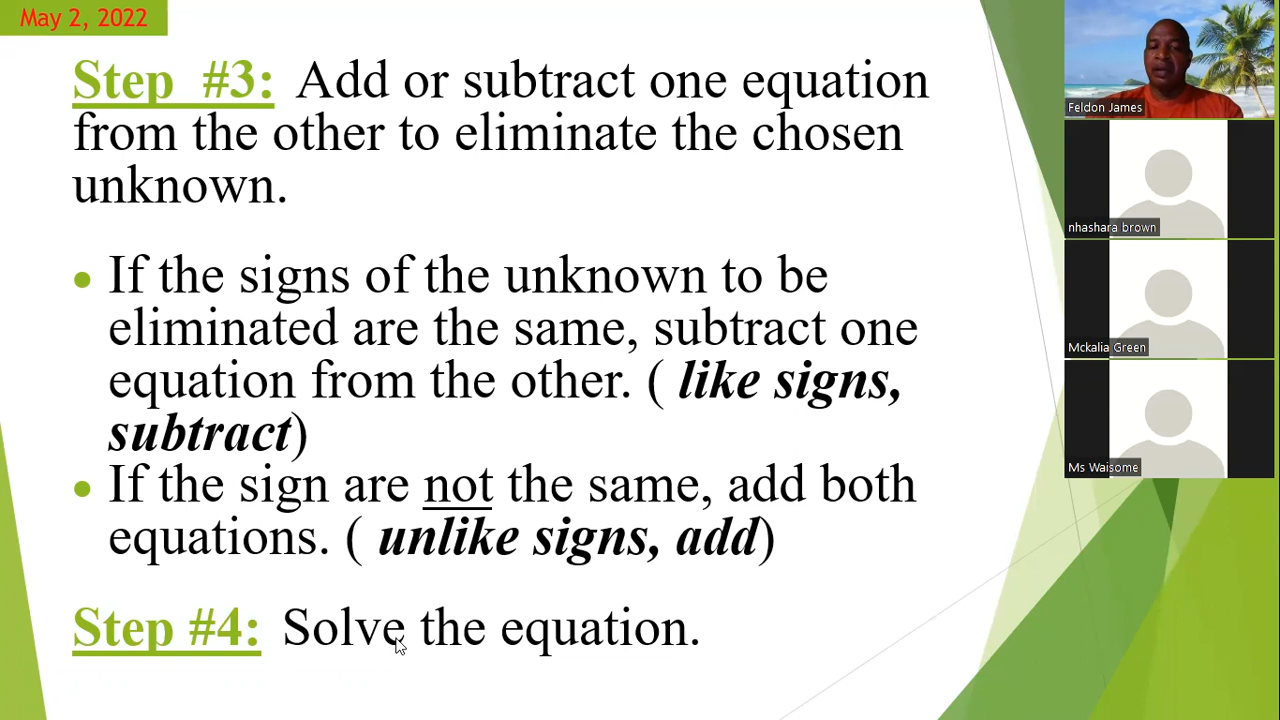 May 2, 2022
Step #3: Add or subtract one equation
from the other to eliminate the chosen
unknown.
• If the signs of the unknown to be
eliminated are the same, subtract one
equation from the other. ( like signs,
subtract)
• If the sign are not the same, add both
equations. ( unlike signs, add)
Step #4: Solve the equation.
Feldon James
nhashara brown
Mckalia Green
Ms Waisome